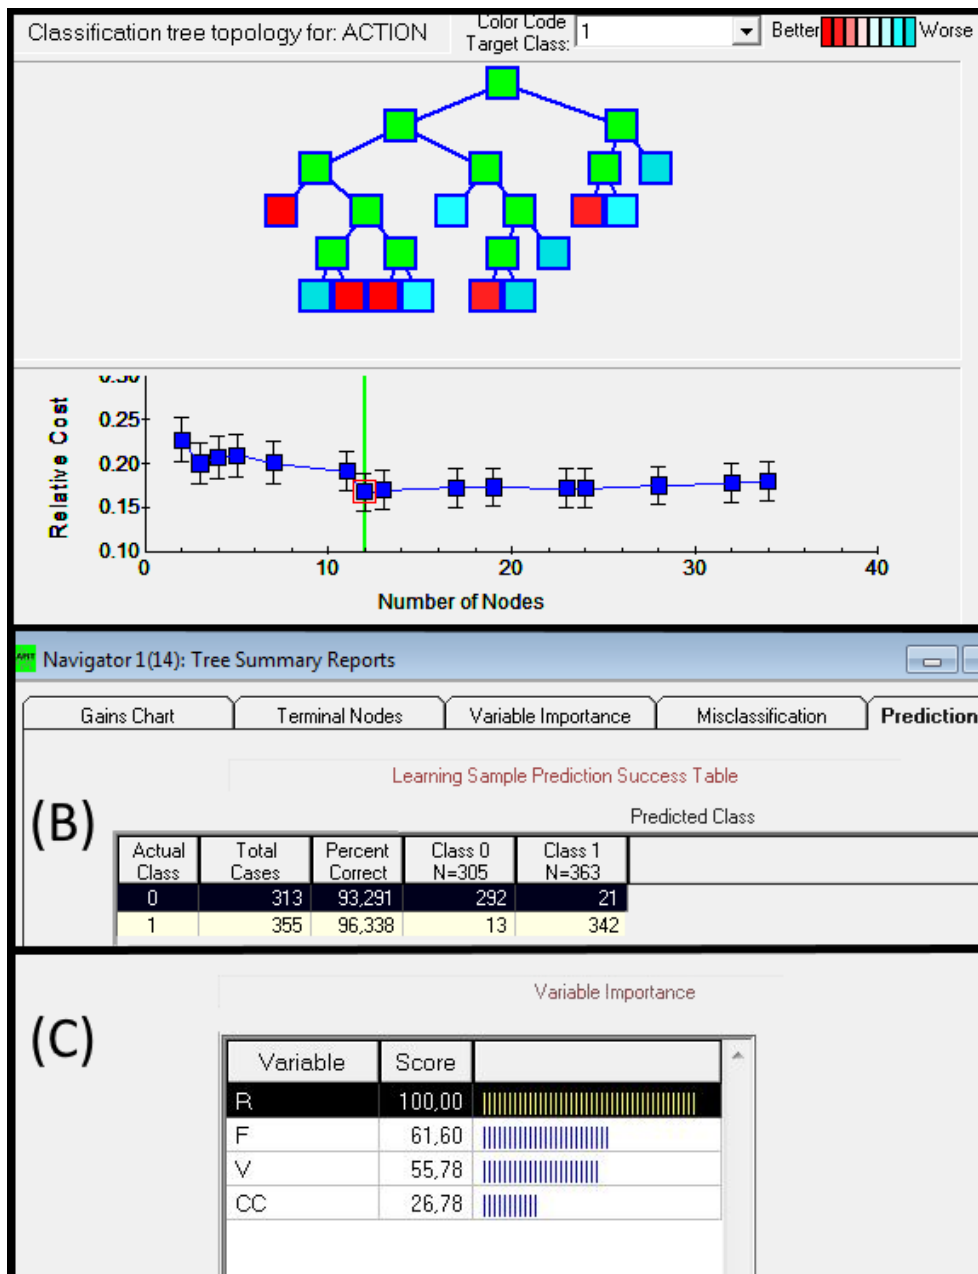 Classification tree topology for: ACTION
Color Code
Target Class:
1
Better
Worse
0.30
0.25
0.20
0.15
0.10
Relative Cost
0
10
20
30
40
Number of Nodes
Navigator 1(14): Tree Summary Reports
Gains Chart
Terminal Nodes
Variable Importance
Misclassification
Prediction
(B)
Learning Sample Prediction Success Table
Predicted Class
Actual Class Total Cases Percent Correct Class 0 N=305 Class 1 N=363
0 313 93,291 292 21
1 355 96,338 13 342
(C)
Variable Importance
Variable Score
R 100,00
F 61,60
V 55,78
CC 26,78